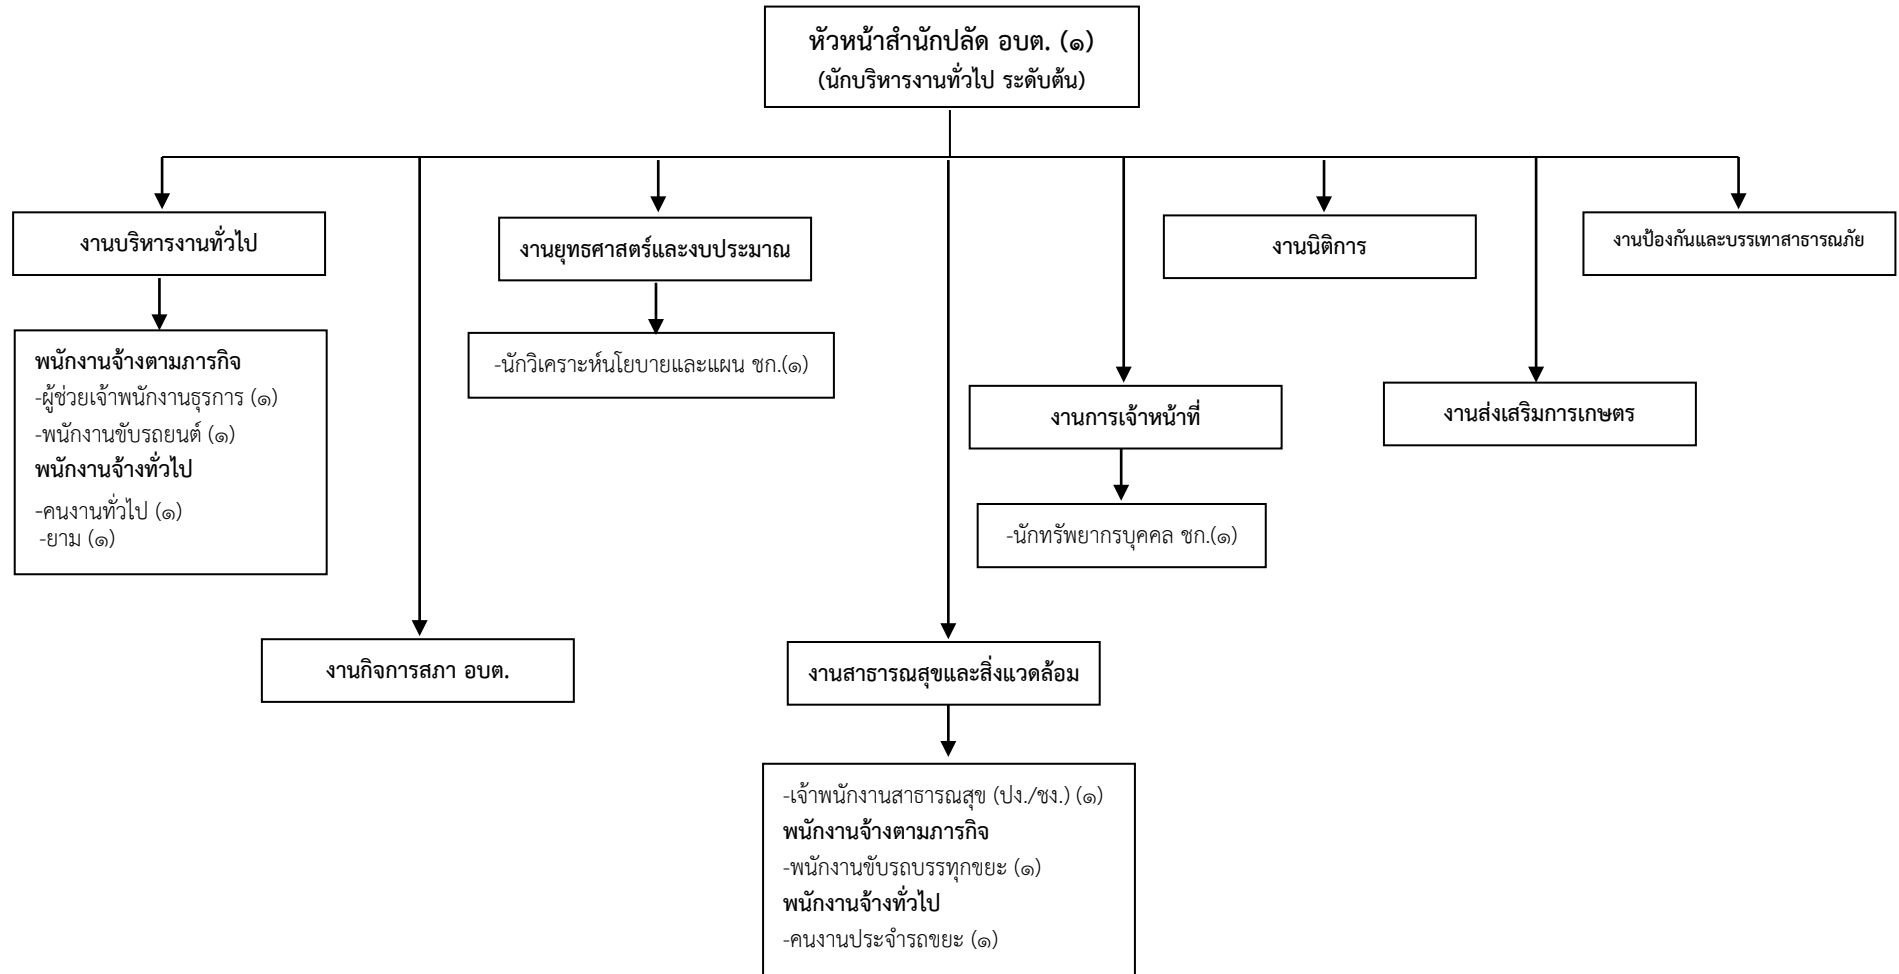 หัวหน้าสำนักปลัด อบต. (๑)
(นักบริหารงานทั่วไป ระดับต้น)
งานบริหารงานทั่วไป
งานยุทธศาสตร์และงบประมาณ
งานนิติการ
งานป้องกันและบรรเทาสาธารณภัย
พนักงานจ้างตามภารกิจ
-ผู้ช่วยเจ้าพนักงานธุรการ (๑)
-พนักงานขับรถยนต์ (๑)
พนักงานจ้างทั่วไป
-คนงานทั่วไป (๑)
-ยาม (๑)
-นักวิเคราะห์นโยบายและแผน ชก.(๑)
งานการเจ้าหน้าที่
งานส่งเสริมการเกษตร
-นักทรัพยากรบุคคล ชก.(๑)
งานกิจการสภา อบต.
งานสาธารณสุขและสิ่งแวดล้อม
-เจ้าพนักงานสาธารณสุข (ปง./ชง.) (๑)
พนักงานจ้างตามภารกิจ
-พนักงานขับรถบรรทุกขยะ (๑)
พนักงานจ้างทั่วไป
-คนงานประจำรถขยะ (๑)